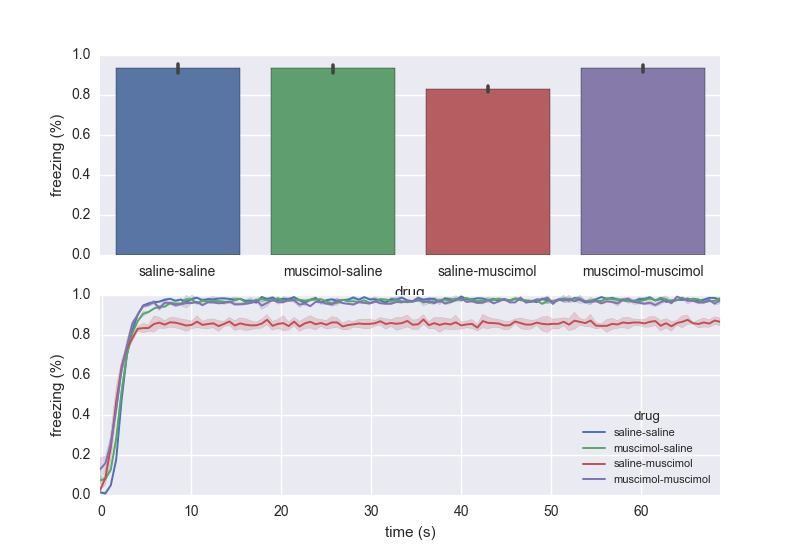 freezing (%)
1.0
0.8
0.6
0.4
0.2
0.0
saline-saline muscimol-saline saline-muscimol muscimol-muscimol
drug
freezing (%)
1.0
0.8
0.6
0.4
0.2
0.0
drug
saline-saline
muscimol-saline
saline-muscimol
muscimol-muscimol
0 10 20 30 40 50 60
time (s)